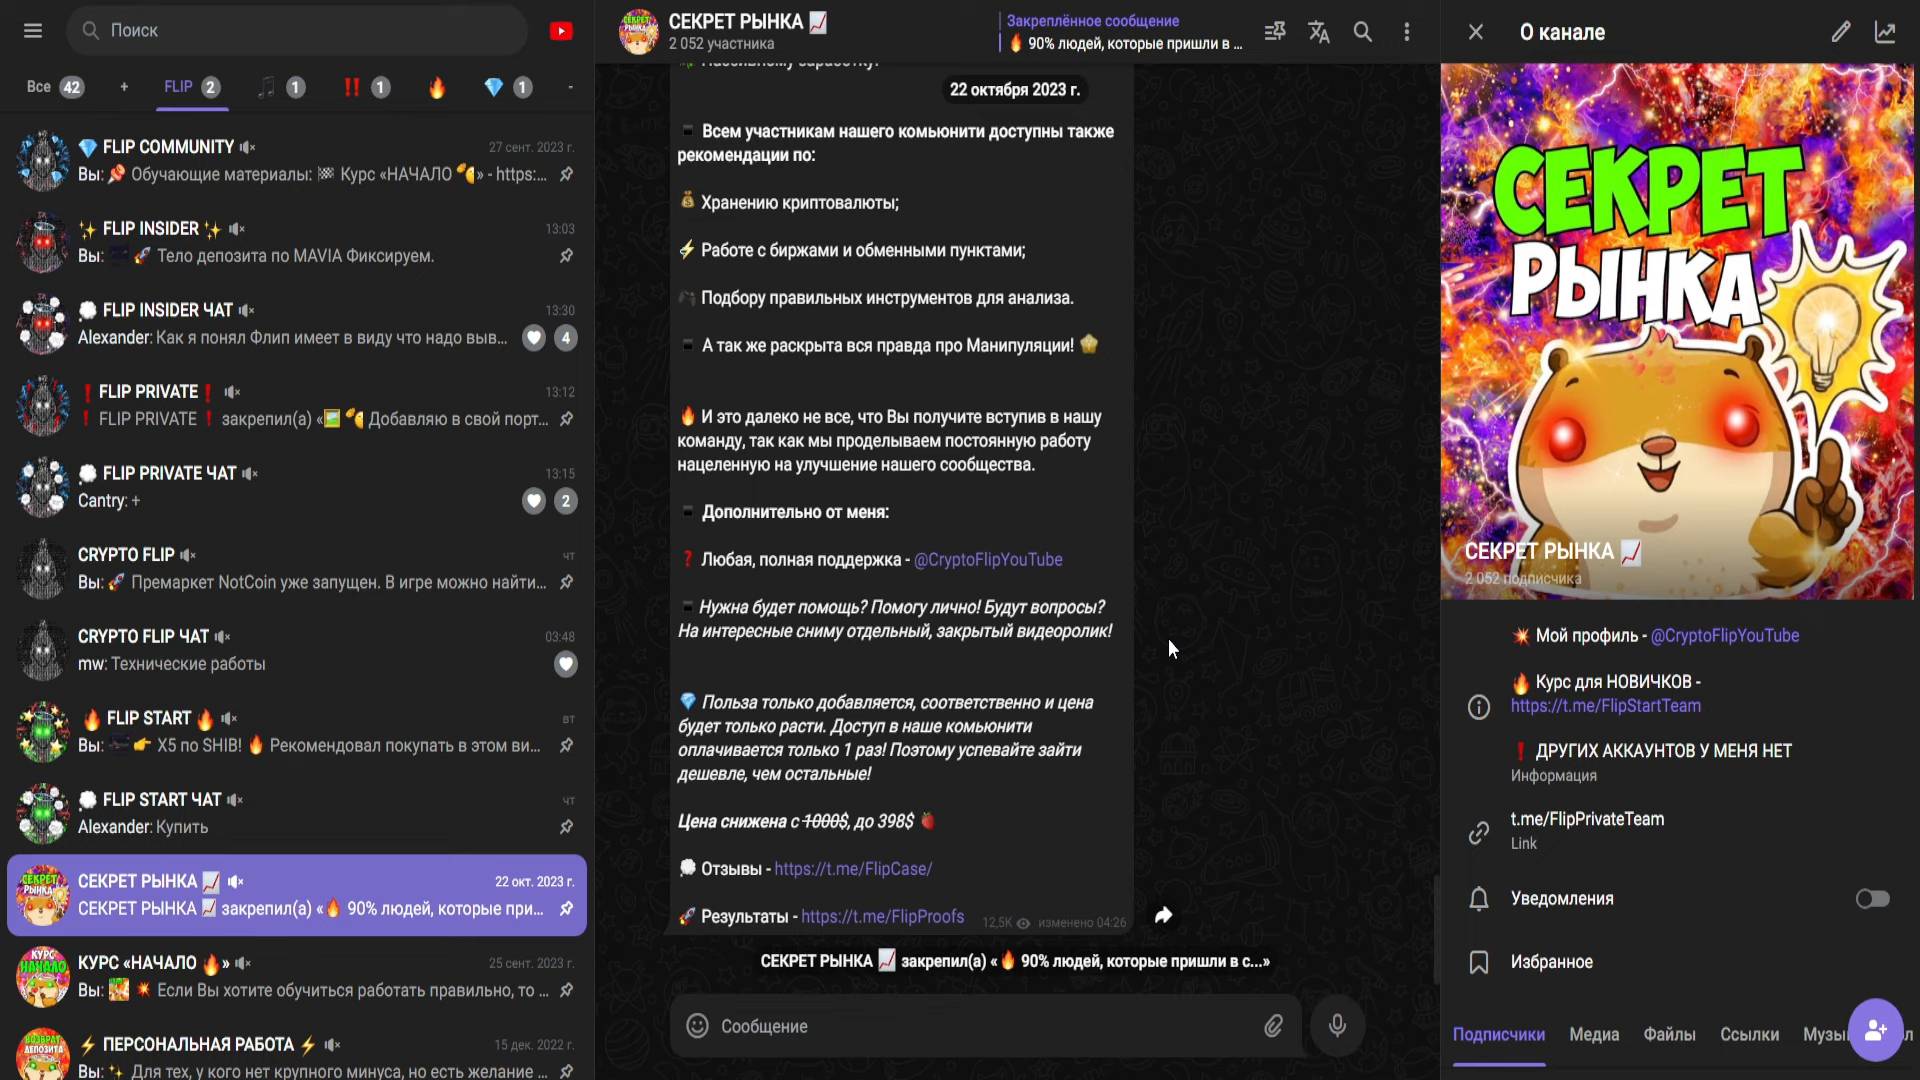 Поиск
Все 42
+
FLIP 2
1
1
1
FLIP COMMUNITY
27 сент. 2023 г.
Вы: Обучающие материалы: Курс «НАЧАЛО » - https:...
FLIP INSIDER
13:03
Вы: Тело депозита по MAVIA Фиксируем.
FLIP INSIDER ЧАТ
13:30
Alexander: Как я понял Флип имеет в виду что надо выв...
4
FLIP PRIVATE
13:12
FLIP PRIVATE закрепил(а) « Добавляю в свой порт...
FLIP PRIVATE ЧАТ
13:15
Cantry: +
2
CRYPTO FLIP
чт
Вы: Премаркет NotCoin уже запущен. В игре можно найти...
CRYPTO FLIP ЧАТ
03:48
mw: Технические работы
FLIP START
вт
Вы: X5 по SHIB! Рекомендовал покупать в этом ви...
FLIP START ЧАТ
чт
Alexander: Купить
СЕКРЕТ РЫНКА
22 окт. 2023 г.
СЕКРЕТ РЫНКА закрепил(а) « 90% людей, которые при...
КУРС «НАЧАЛО »
25 сент. 2023 г.
Вы: Если Вы хотите обучиться работать правильно, то ...
ПЕРСОНАЛЬНАЯ РАБОТА
15 дек. 2022 г.
Вы: Для тех, у кого нет крупного минуса, но есть желание ...
СЕКРЕТ РЫНКА
2 052 участника
Закреплённое сообщение
90% людей, которые пришли в ...
22 октября 2023 г.
Всем участникам нашего комьюнити доступны также
рекомендации по:
Хранению криптовалюты;
Работе с биржами и обменными пунктами;
Подбору правильных инструментов для анализа.
А так же раскрыта вся правда про Манипуляции!
И это далеко не все, что Вы получите вступив в нашу
команду, так как мы проделываем постоянную работу
нацеленную на улучшение нашего сообщества.
Дополнительно от меня:
Любая, полная поддержка - @CryptoFlipYouTube
Нужна будет помощь? Помогу лично! Будут вопросы?
На интересные сниму отдельный, закрытый видеоролик!
Польза только добавляется, соответственно и цена
будет только расти. Доступ в наше комьюнити
оплачивается только 1 раз! Поэтому успевайте зайти
дешевле, чем остальные!
Цена снижена с 1000$, до 398$
Отзывы - https://t.me/FlipCase/
Результаты - https://t.me/FlipProofs
12,5K изменено 04:26
СЕКРЕТ РЫНКА закрепил(а) « 90% людей, которые пришли в с...»
Сообщение
О канале
СЕКРЕТ
РЫНКА
СЕКРЕТ РЫНКА
2 052 подписчика
Мой профиль - @CryptoFlipYouTube
Курс для НОВИЧКОВ -
https://t.me/FlipStartTeam
ДРУГИХ АККАУНТОВ У МЕНЯ НЕТ
Информация
t.me/FlipPrivateTeam
Link
Уведомления
Избранное
Подписчики
Медиа
Файлы
Ссылки